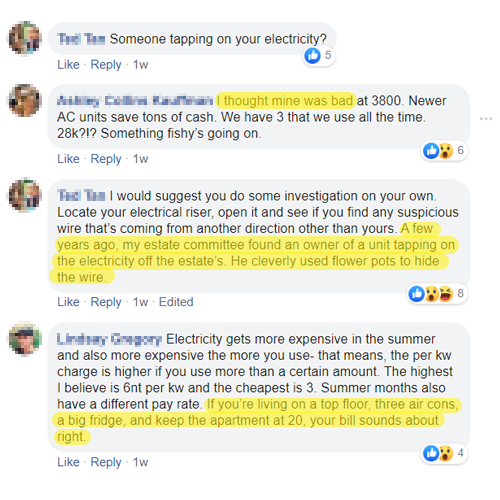 Someone tapping on your electricity?
5
Like · Reply · 1w
I thought mine was bad at 3800. Newer
AC units save tons of cash. We have 3 that we use all the time.
28k?!? Something fishy's going on.
6
Like · Reply · 1w
I would suggest you do some investigation on your own.
Locate your electrical riser, open it and see if you find any suspicious
wire that's coming from another direction other than yours. A few
years ago, my estate committee found an owner of a unit tapping on
the electricity off the estate's. He cleverly used flower pots to hide
the wire.
8
Like · Reply · 1w · Edited
Electricity gets more expensive in the summer
and also more expensive the more you use- that means, the per kw
charge is higher if you use more than a certain amount. The highest
I believe is 6nt per kw and the cheapest is 3. Summer months also
have a different pay rate. If you're living on a top floor, three air cons,
a big fridge, and keep the apartment at 20, your bill sounds about
right.
4
Like · Reply · 1w